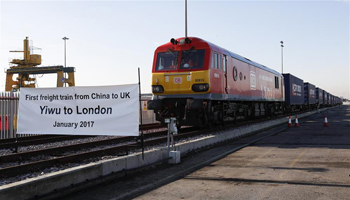 First freight train from China to UK
Yiwu to London
January 2017